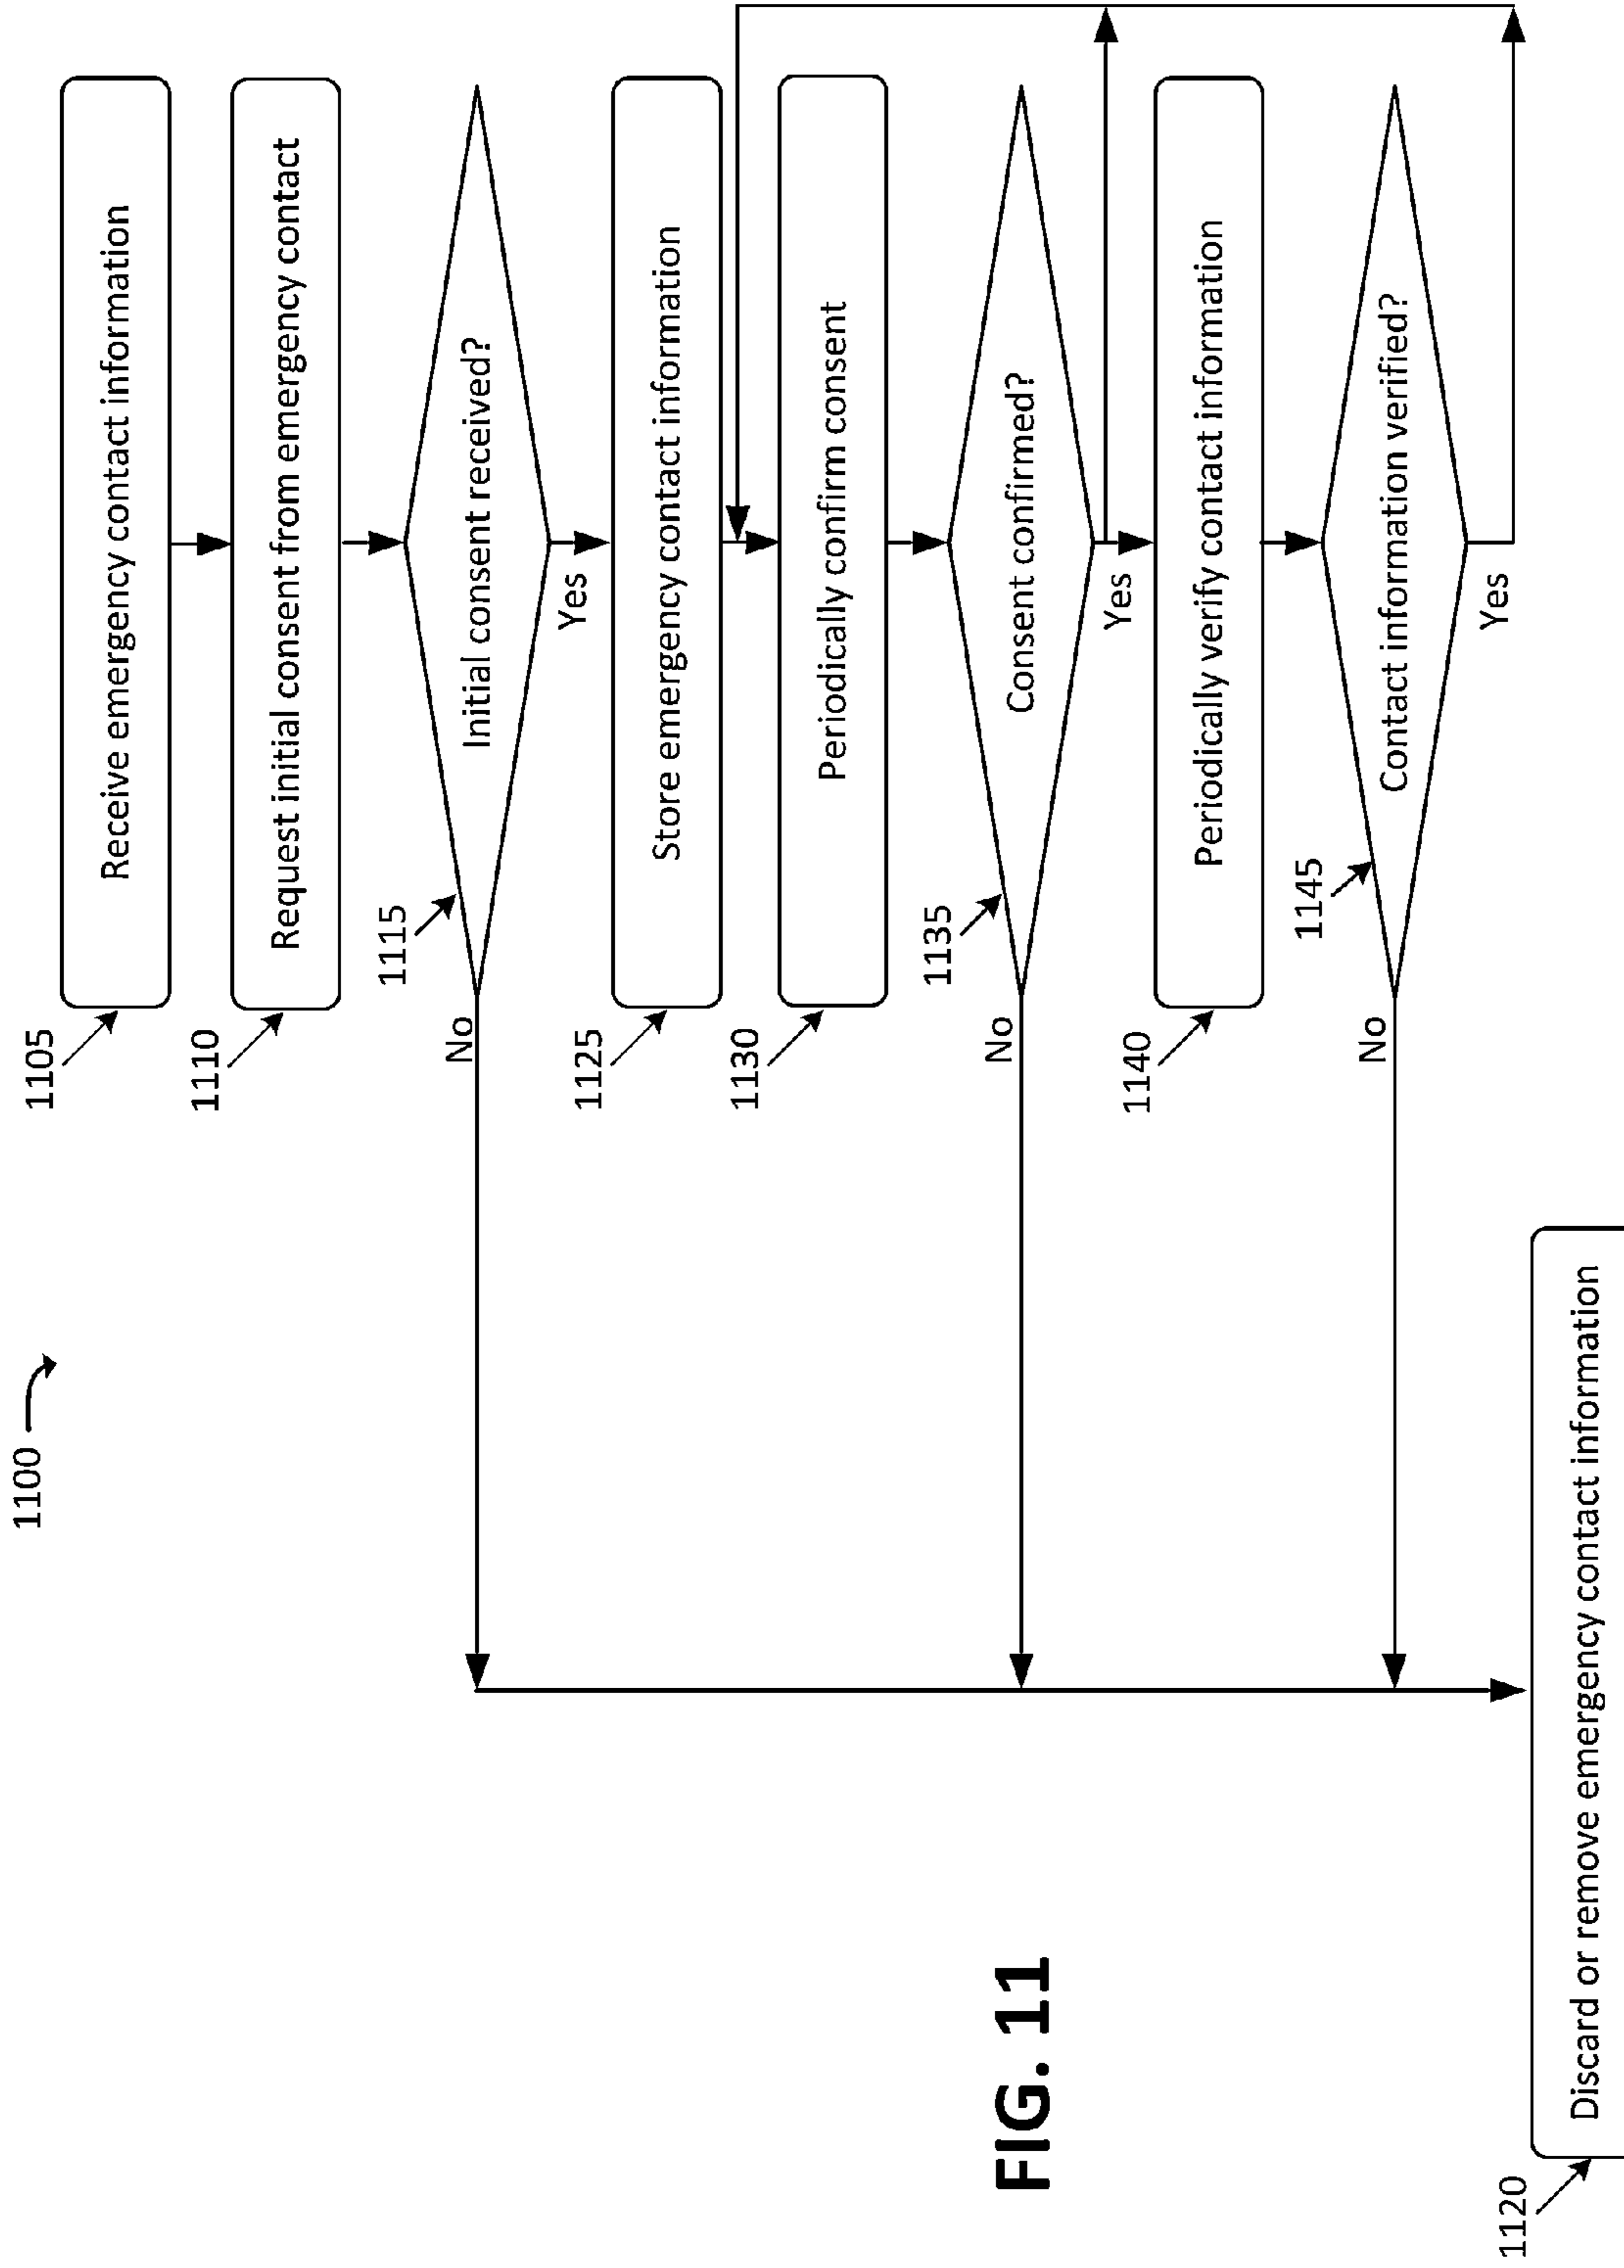 1100
1105
Receive emergency contact information
1110
Request initial consent from emergency contact
1115
Initial consent received?
No
Yes
1125
Store emergency contact information
1130
Periodically confirm consent
1135
Consent confirmed?
No
Yes
1140
Periodically verify contact information
1145
Contact information verified?
No
Yes
1120
Discard or remove emergency contact information
FIG. 11